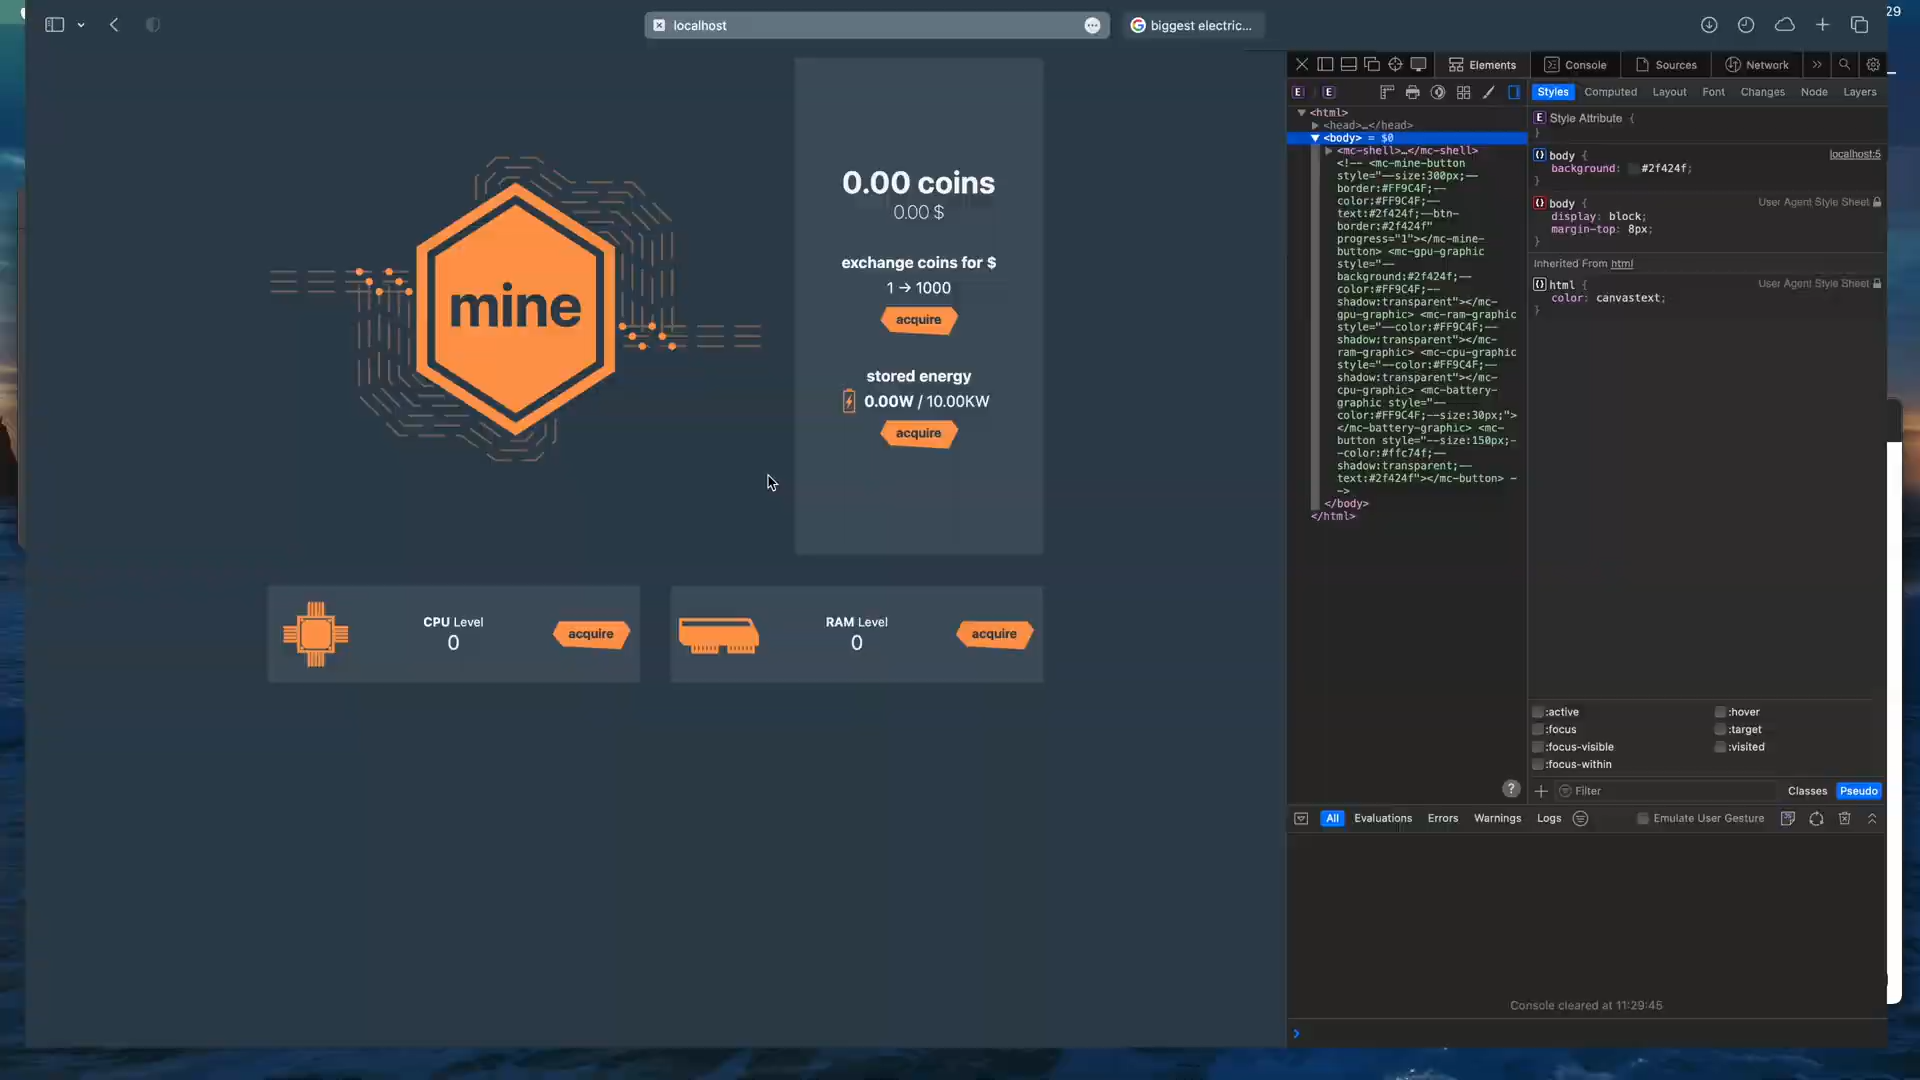 29
localhost
biggest electric...
Elements
Console
Sources
Network
E
E
Styles
Computed
Layout
Font
Changes
Node
Layers
<html>
<head>…</head>
<body> = $0
<mc-shell>…</mc-shell>
<!-- <mc-mine-button
style="--size:300px;--
border:#FF9C4F;--
color:#FF9C4F;--
text:#2f424f;--btn-
border:#2f424f"
progress="1"></mc-mine-
button> <mc-gpu-graphic
style="--
background:#2f424f;--
color:#FF9C4F;--
shadow:transparent"></mc-
gpu-graphic> <mc-ram-graphic
style="--color:#FF9C4F;--
shadow:transparent"></mc-
ram-graphic> <mc-cpu-graphic
style="--color:#FF9C4F;--
shadow:transparent"></mc-
cpu-graphic> <mc-battery-
graphic style="--
color:#FF9C4F;--size:30px;">
</mc-battery-graphic> <mc-
button style="--size:150px;-
-color:#ffc74f;--
shadow:transparent;--
text:#2f424f"></mc-button> -
->
</body>
</html>
E Style Attribute {
}
body {
localhost:5
background: #2f424f;
}
body {
User Agent Style Sheet
display: block;
margin-top: 8px;
}
Inherited From html
html {
User Agent Style Sheet
color: canvastext;
}
:active
:hover
:focus
:target
:focus-visible
:visited
:focus-within
?
Filter
Classes
Pseudo
All
Evaluations
Errors
Warnings
Logs
Emulate User Gesture
Console cleared at 11:29:45
mine
0.00 coins
0.00 $
exchange coins for $
1 → 1000
acquire
stored energy
0.00W / 10.00KW
acquire
CPU Level
0
acquire
RAM Level
0
acquire